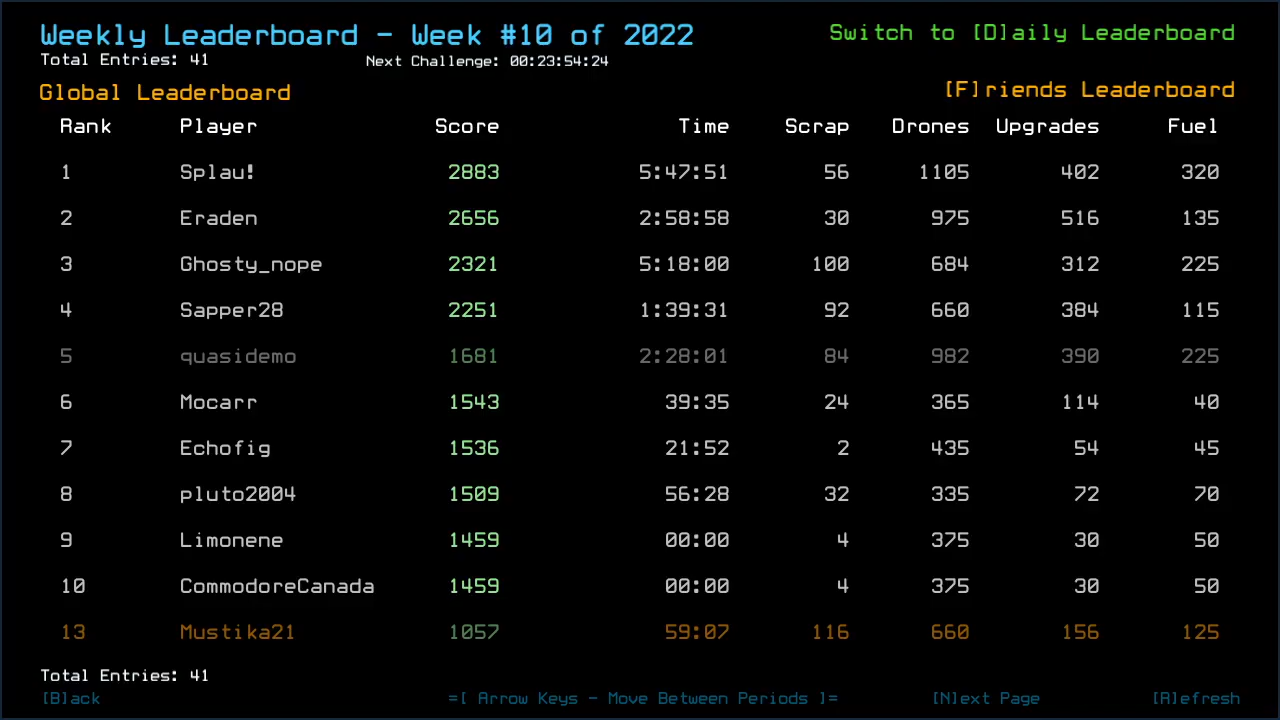 Weekly Leaderboard - Week #10 of 2022 Switch to [D]aily Leaderboard
Total Entries: 41 Next Challenge: 00:23:54:24
Global Leaderboard [F]riends Leaderboard
Rank Player Score Time Scrap Drones Upgrades Fuel
1 Splau! 2883 5:47:51 56 1105 402 320
2 Eraden 2656 2:58:58 30 975 516 135
3 Ghosty_nope 2321 5:18:00 100 684 312 225
4 Sapper28 2251 1:39:31 92 660 384 115
5 quasidemo 1681 2:28:01 84 982 390 225
6 Mocarr 1543 39:35 24 365 114 40
7 Echofig 1536 21:52 2 435 54 45
8 pluto2004 1509 56:28 32 335 72 70
9 Limonene 1459 00:00 4 375 30 50
10 CommodoreCanada 1459 00:00 4 375 30 50
13 Mustika21 1057 59:07 116 660 156 125
Total Entries: 41
[B]ack =[ Arrow Keys - Move Between Periods ]= [N]ext Page [R]efresh